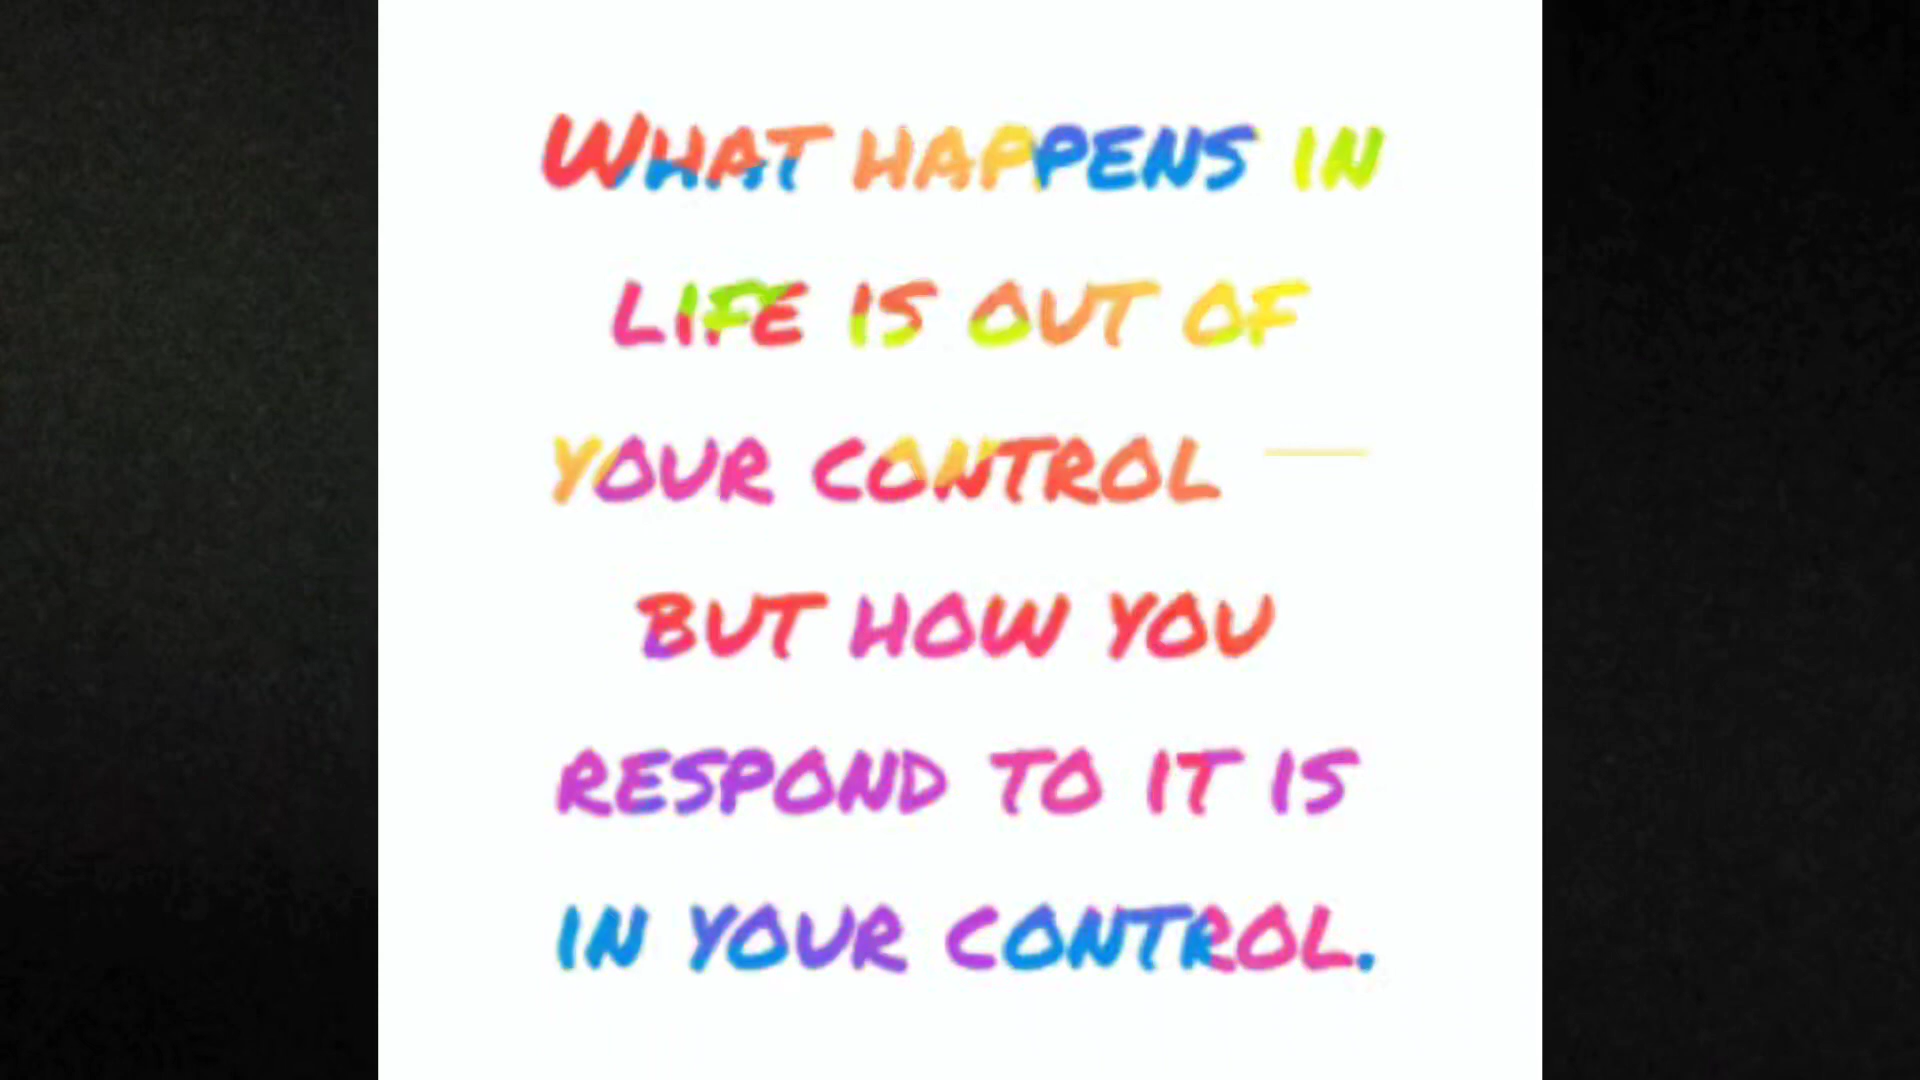 What happens in
life is out of
your control —
but how you
respond to it is
in your control.